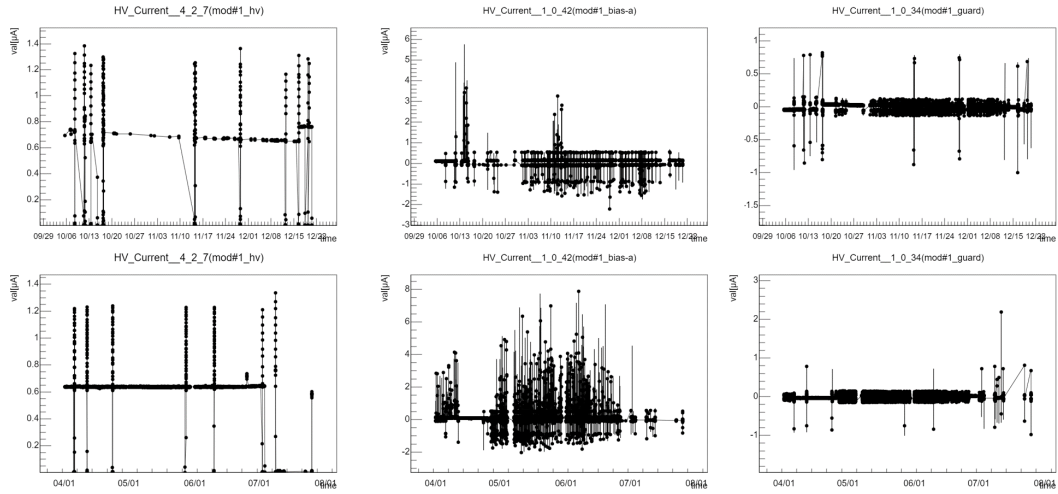 HV_Current__4_2_7(mod#1_hv)
val[μA]
1.4
1.2
1
0.8
0.6
0.4
0.2
09/29 10/06 10/13 10/20 10/27 11/03 11/10 11/17 11/24 12/01 12/08 12/15 12/22
time
HV_Current__1_0_42(mod#1_bias-a)
val[μA]
6
5
4
3
2
1
0
-1
-2
-3
09/29 10/06 10/13 10/20 10/27 11/03 11/10 11/17 11/24 12/01 12/08 12/15 12/22
time
HV_Current__1_0_34(mod#1_guard)
val[μA]
1
0.5
0
-0.5
-1
-1.5
09/29 10/06 10/13 10/20 10/27 11/03 11/10 11/17 11/24 12/01 12/08 12/15 12/22
time
HV_Current__4_2_7(mod#1_hv)
val[μA]
1.4
1.2
1
0.8
0.6
0.4
0.2
04/01 05/01 06/01 07/01 08/01
time
HV_Current__1_0_42(mod#1_bias-a)
val[μA]
8
6
4
2
0
-2
04/01 05/01 06/01 07/01 08/01
time
HV_Current__1_0_34(mod#1_guard)
val[μA]
3
2
1
0
-1
04/01 05/01 06/01 07/01 08/01
time